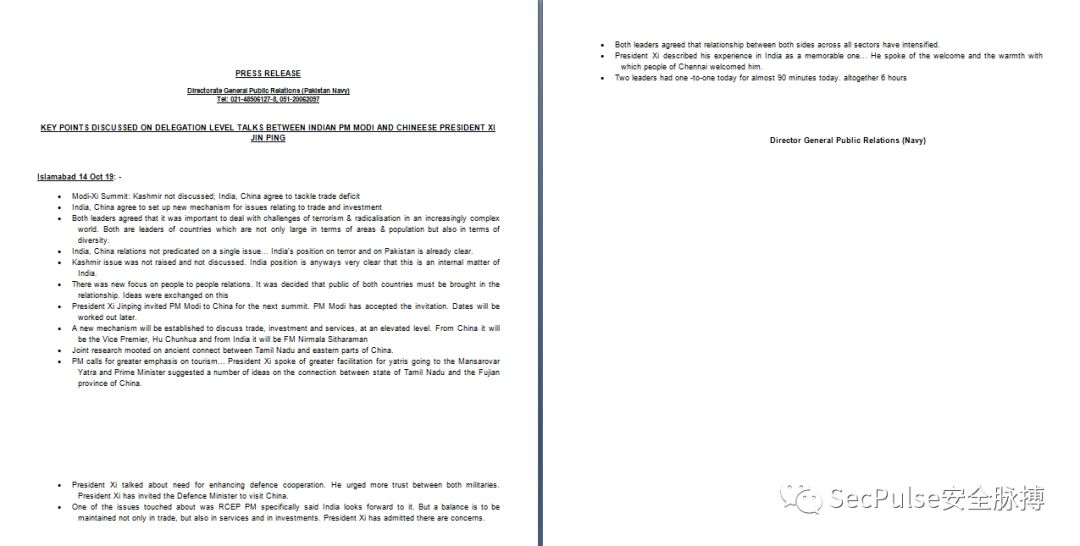 PRESS RELEASE
Directorate General Public Relations (Pakistan Navy)
Tel: 021-48506127-8, 051-20062097
KEY POINTS DISCUSSED ON DELEGATION LEVEL TALKS BETWEEN INDIAN PM MODI AND CHINEESE PRESIDENT XI
JIN PING
Islamabad 14 Oct 19: -
• Modi-Xi Summit: Kashmir not discussed; India, China agree to tackle trade deficit
• India, China agree to set up new mechanism for issues relating to trade and investment
• Both leaders agreed that it was important to deal with challenges of terrorism & radicalisation in an increasingly complex
world. Both are leaders of countries which are not only large in terms of areas & population but also in terms of
diversity.
• India, China relations not predicated on a single issue... India's position on terror and on Pakistan is already clear.
• Kashmir issue was not raised and not discussed. India position is anyways very clear that this is an internal matter of
India.
• There was new focus on people to people relations. It was decided that public of both countries must be brought in the
relationship. Ideas were exchanged on this
• President Xi Jinping invited PM Modi to China for the next summit. PM Modi has accepted the invitation. Dates will be
worked out later.
• A new mechanism will be established to discuss trade, investment and services, at an elevated level. From China it will
be the Vice Premier, Hu Chunhua and from India it will be FM Nirmala Sitharaman
• Joint research mooted on ancient connect between Tamil Nadu and eastern parts of China.
• PM calls for greater emphasis on tourism... President Xi spoke of greater facilitation for yatris going to the Mansarovar
Yatra and Prime Minister suggested a number of ideas on the connection between state of Tamil Nadu and the Fujian
province of China.
• President Xi talked about need for enhancing defence cooperation. He urged more trust between both militaries.
President Xi has invited the Defence Minister to visit China.
• One of the issues touched about was RCEP PM specifically said India looks forward to it. But a balance is to be
maintained not only in trade, but also in services and in investments. President Xi has admitted there are concerns.
• Both leaders agreed that relationship between both sides across all sectors have intensified.
• President Xi described his experience in India as a memorable one... He spoke of the welcome and the warmth with
which people of Chennai welcomed him.
• Two leaders had one -to-one today for almost 90 minutes today. altogether 6 hours
Director General Public Relations (Navy)
SecPulse安全脉搏